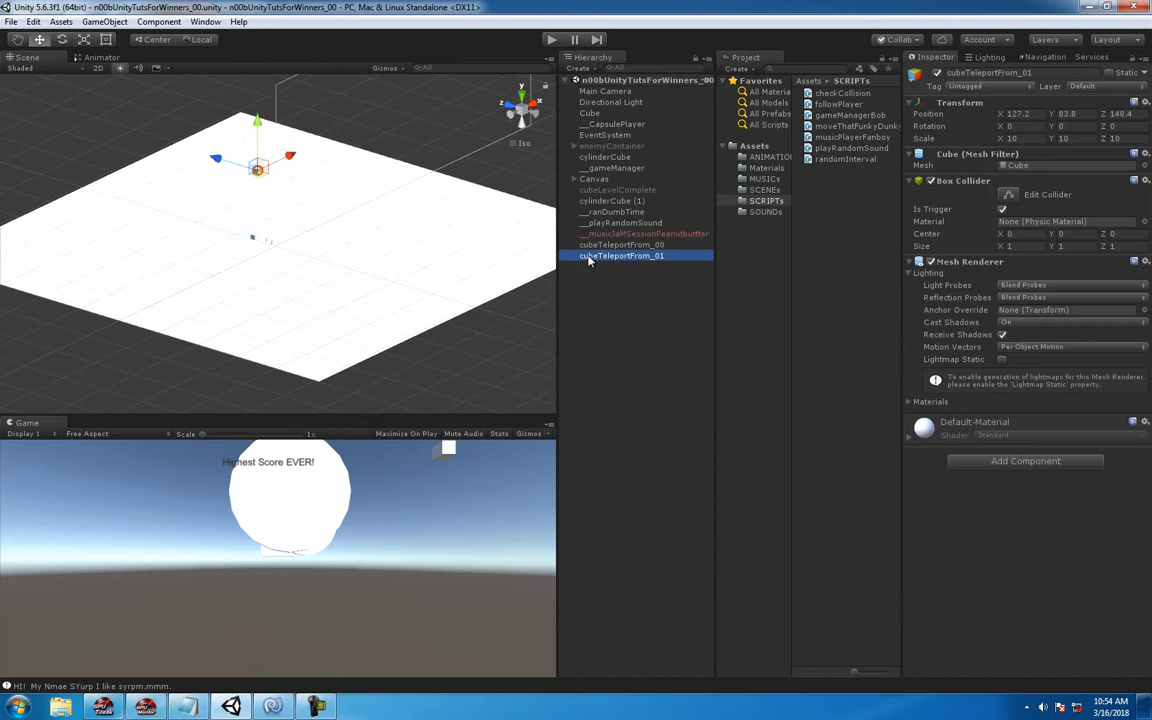 Unity 5.6.3f1 (64bit) - n00bUnityTutsForWinners_00.unity - n00bUnityTutsForWinners_00 - PC, Mac & Linux Standalone <DX11>
File Edit Assets GameObject Component Window Help
Center Local Collab Account Layers Layout
Scene Animator
Shaded 2D Gizmos All
y
z x
Iso
Hierarchy
Create All
n00bUnityTutsForWinners_00
Main Camera
Directional Light
Cube
__CapsulePlayer
EventSystem
enemyContainer
cylinderCube
__gameManager
Canvas
cubeLevelComplete
cylinderCube (1)
__ranDumbTime
__playRandomSound
__musicJaMSessionPeanutbuttter
cubeTeleportFrom_00
cubeTeleportFrom_01
Project
Create
Favorites
All Materia
All Models
All Prefabs
All Scripts
Assets
ANIMATIO
Materials
MUSICs
SCENEs
SCRIPTs
SOUNDs
Assets SCRIPTs
checkCollision
followPlayer
gameManagerBob
moveThatFunkyDunk
musicPlayerFanboy
playRandomSound
randomInterval
Inspector Lighting Navigation Services
cubeTeleportFrom_01 Static
Tag Untagged Layer Default
Transform
Position X 127.2 Y 83.8 Z 148.4
Rotation X 0 Y 0 Z 0
Scale X 10 Y 10 Z 10
Cube (Mesh Filter)
Mesh Cube
Box Collider
Edit Collider
Is Trigger
Material None (Physic Material)
Center X 0 Y 0 Z 0
Size X 1 Y 1 Z 1
Mesh Renderer
Lighting
Light Probes Blend Probes
Reflection Probes Blend Probes
Anchor Override None (Transform)
Cast Shadows On
Receive Shadows
Motion Vectors Per Object Motion
Lightmap Static
To enable generation of lightmaps for this Mesh Renderer,
please enable the 'Lightmap Static' property.
Materials
Default-Material
Shader Standard
Add Component
Game
Display 1 Free Aspect Scale 1x Maximize On Play Mute Audio Stats Gizmos
Highest Score EVER!
HI! My Nmae SYurp I like syrpm.mmm.
10:54 AM
3/16/2018